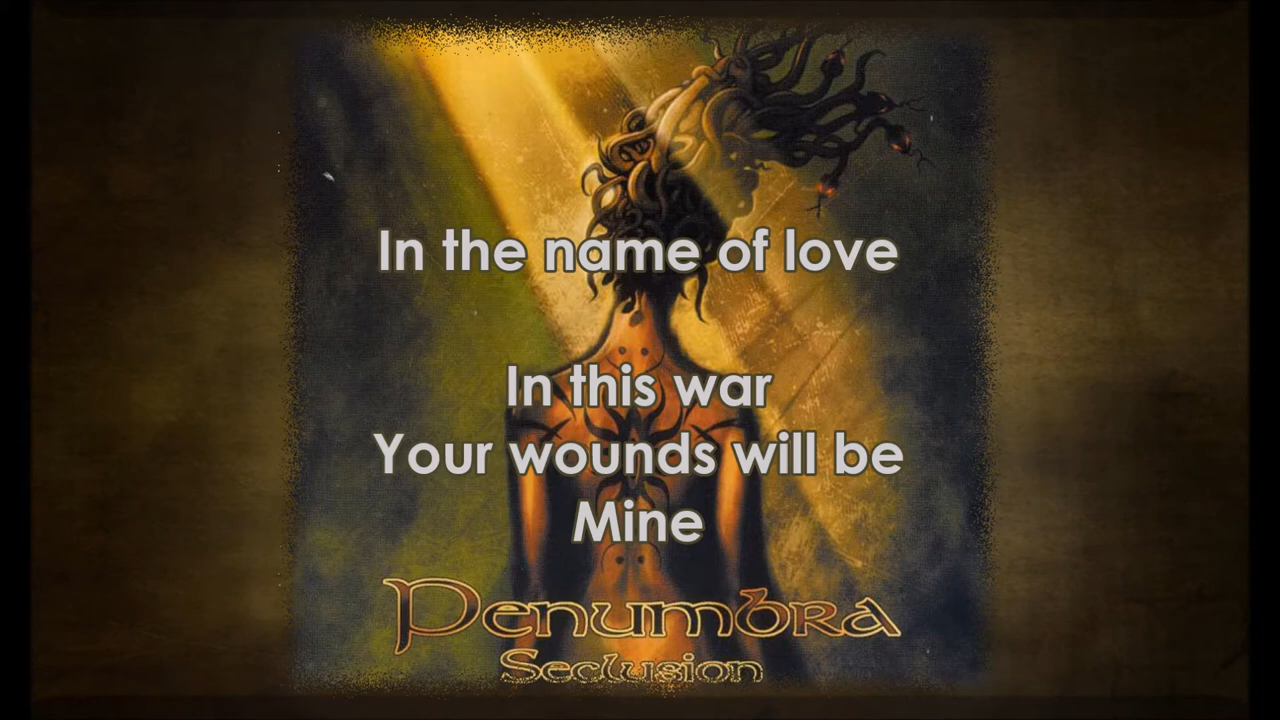 In the name of love
In this war
Your wounds will be
Mine
Penumbra
Seclusion